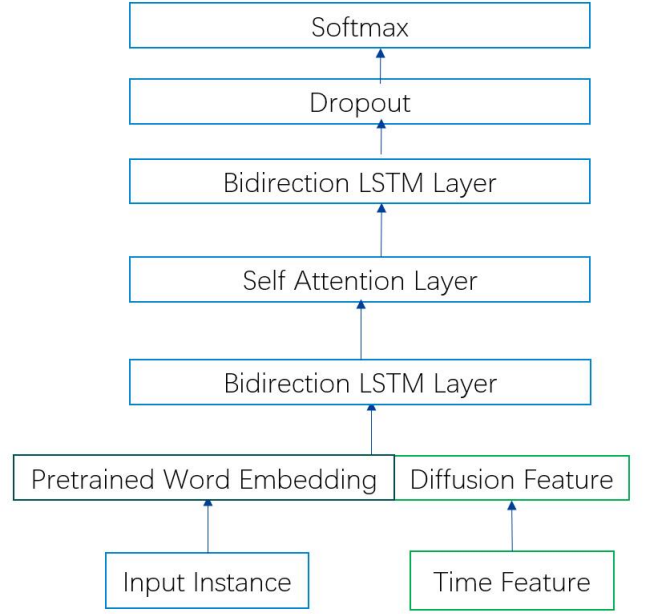 Softmax
Dropout
Bidirection LSTM Layer
Self Attention Layer
Bidirection LSTM Layer
Pretrained Word Embedding Diffusion Feature
Input Instance Time Feature